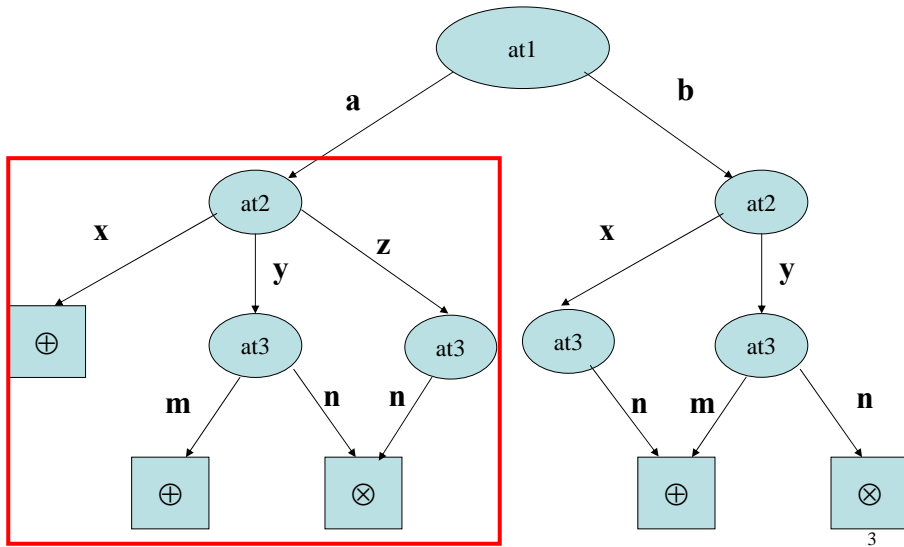 at1
a
b
at2
at2
x
y
z
x
y
⊕
at3
at3
at3
at3
m
n
n
n
m
n
⊕
⊗
⊕
⊗
3